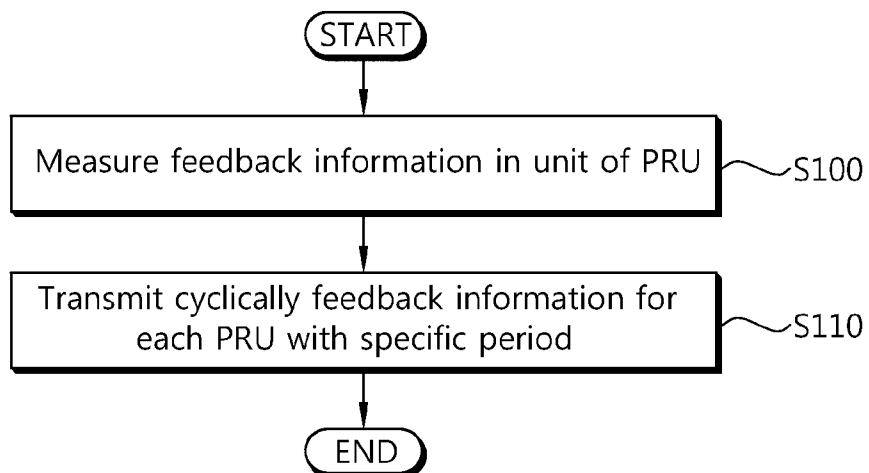 START
Measure feedback information in unit of PRU
S100
Transmit cyclically feedback information for
each PRU with specific period
S110
END